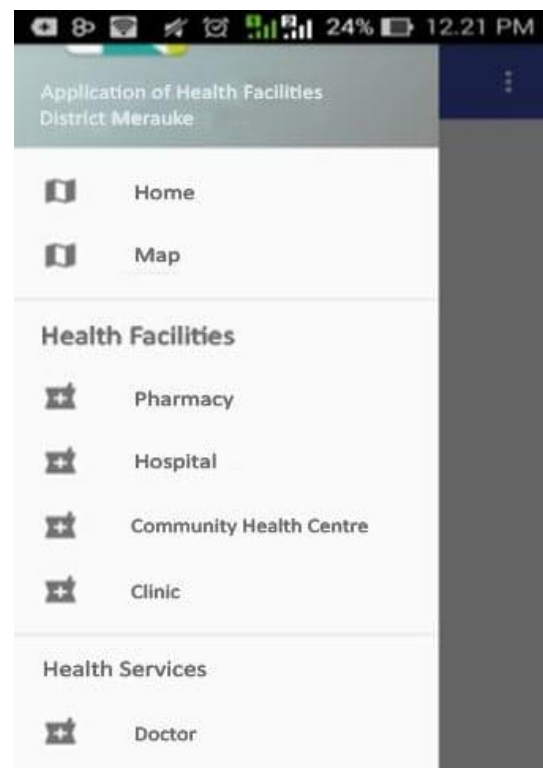 24% 12.21 PM
Application of Health Facilities
District Merauke
Home
Map
Health Facilities
Pharmacy
Hospital
Community Health Centre
Clinic
Health Services
Doctor